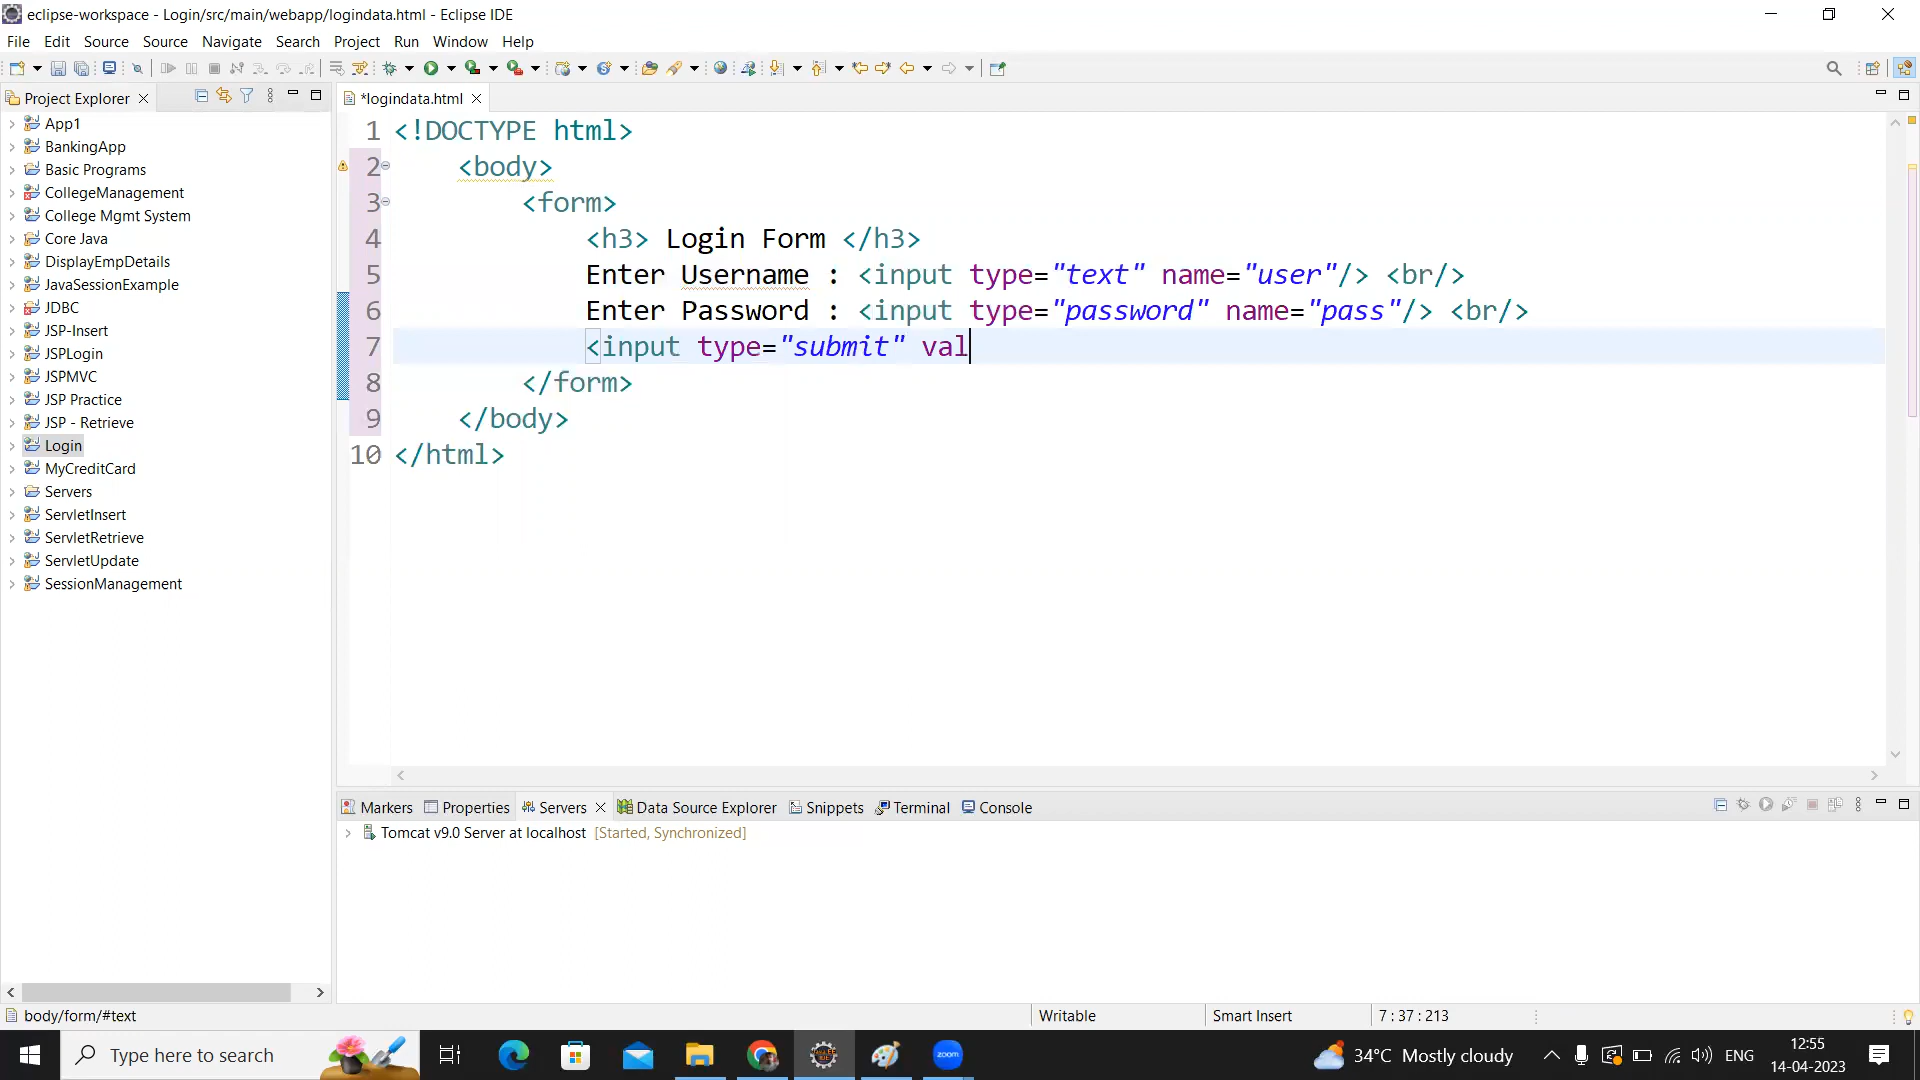 eclipse-workspace - Login/src/main/webapp/logindata.html - Eclipse IDE
File Edit Source Source Navigate Search Project Run Window Help
Project Explorer
*logindata.html
App1
BankingApp
Basic Programs
CollegeManagement
College Mgmt System
Core Java
DisplayEmpDetails
JavaSessionExample
JDBC
JSP-Insert
JSPLogin
JSPMVC
JSP Practice
JSP - Retrieve
Login
MyCreditCard
Servers
ServletInsert
ServletRetrieve
ServletUpdate
SessionManagement
1 <!DOCTYPE html>
2 <body>
3 <form>
4 <h3> Login Form </h3>
5 Enter Username : <input type="text" name="user"/> <br/>
6 Enter Password : <input type="password" name="pass"/> <br/>
7 <input type="submit" val
8 </form>
9 </body>
10 </html>
Markers Properties Servers Data Source Explorer Snippets Terminal Console
Tomcat v9.0 Server at localhost [Started, Synchronized]
body/form/#text Writable Smart Insert 7 : 37 : 213
Type here to search
zoom
34°C Mostly cloudy
ENG
12:55
14-04-2023